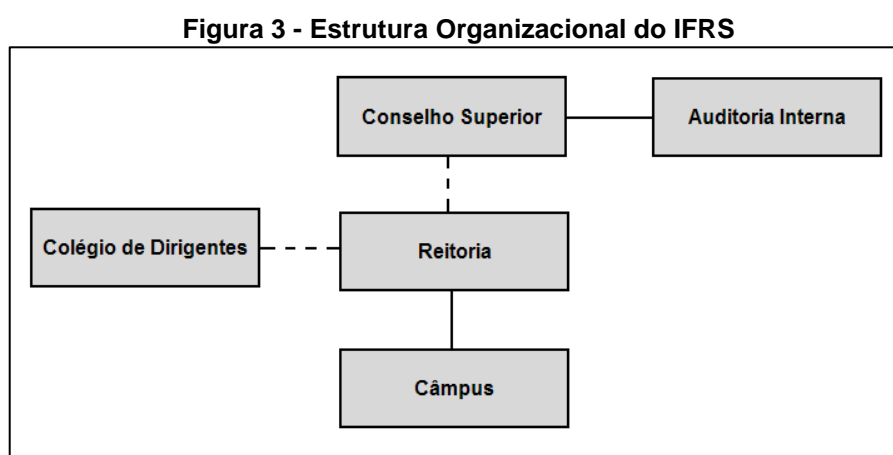 Figura 3 - Estrutura Organizacional do IFRS
Conselho Superior
Auditoria Interna
Colégio de Dirigentes
Reitoria
Câmpus